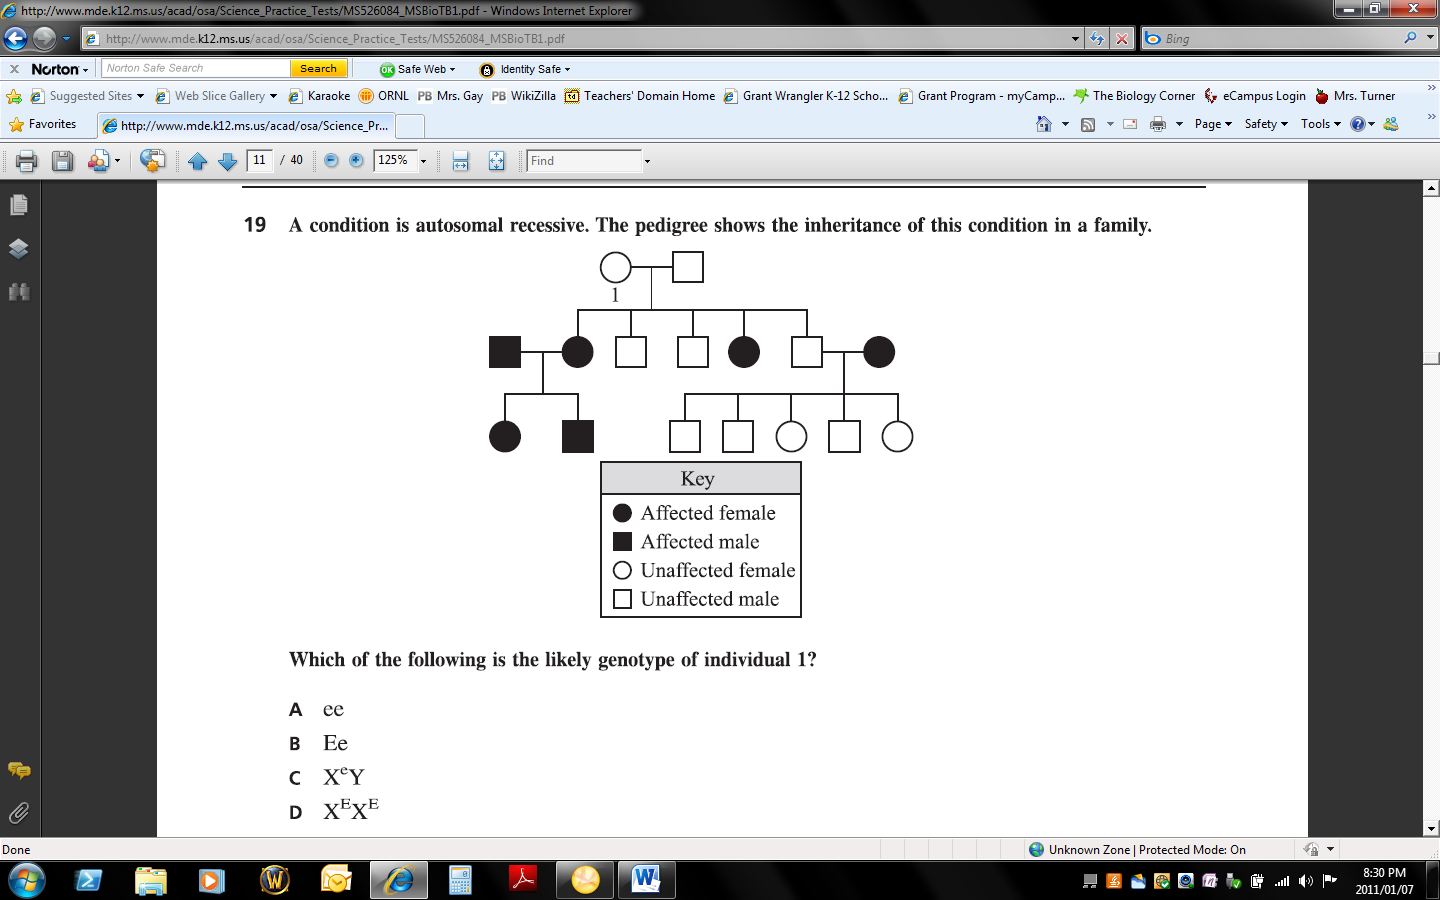 http://www.mde.k12.ms.us/acad/osa/Science_Practice_Tests/MS526084_MSBioTB1.pdf - Windows Internet Explorer
http://www.mde.k12.ms.us/acad/osa/Science_Practice_Tests/MS526084_MSBioTB1.pdf
Bing
X Norton Norton Safe Search Search OK Safe Web Identity Safe
Suggested Sites Web Slice Gallery Karaoke ORNL PB Mrs. Gay PB WikiZilla td Teachers' Domain Home Grant Wrangler K-12 Scho... Grant Program - myCamp... The Biology Corner eCampus Login Mrs. Turner
Favorites http://www.mde.k12.ms.us/acad/osa/Science_Pr... Page Safety Tools
11 / 40 125% Find
19 A condition is autosomal recessive. The pedigree shows the inheritance of this condition in a family.
1
Key
Affected female
Affected male
Unaffected female
Unaffected male
Which of the following is the likely genotype of individual 1?
A ee
B Ee
C XᵉY
D XᴱXᴱ
Done Unknown Zone | Protected Mode: On
8:30 PM
2011/01/07